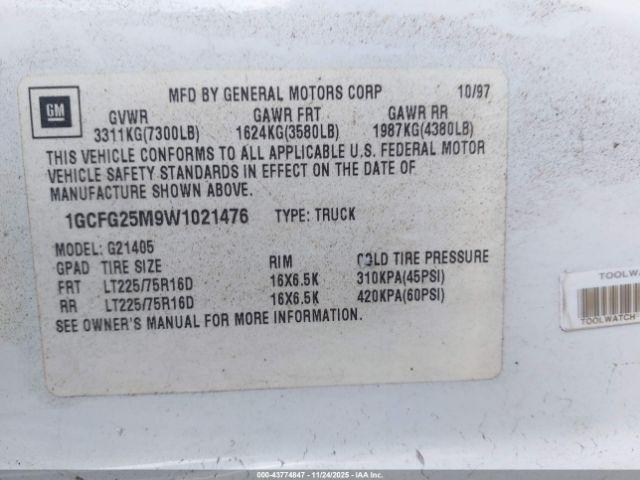 MFD BY GENERAL MOTORS CORP 10/97
GM
GVWR GAWR FRT GAWR RR
3311KG(7300LB) 1624KG(3580LB) 1987KG(4380LB)
THIS VEHICLE CONFORMS TO ALL APPLICABLE U.S. FEDERAL MOTOR
VEHICLE SAFETY STANDARDS IN EFFECT ON THE DATE OF
MANUFACTURE SHOWN ABOVE.
1GCFG25M9W1021476 TYPE: TRUCK
MODEL: G21405
GPAD TIRE SIZE RIM COLD TIRE PRESSURE
FRT LT225/75R16D 16X6.5K 310KPA(45PSI)
RR LT225/75R16D 16X6.5K 420KPA(60PSI)
SEE OWNER'S MANUAL FOR MORE INFORMATION.
TOOLWA
TOOLWATCH
000-43774847 - 11/24/2025 - IAAI.COM